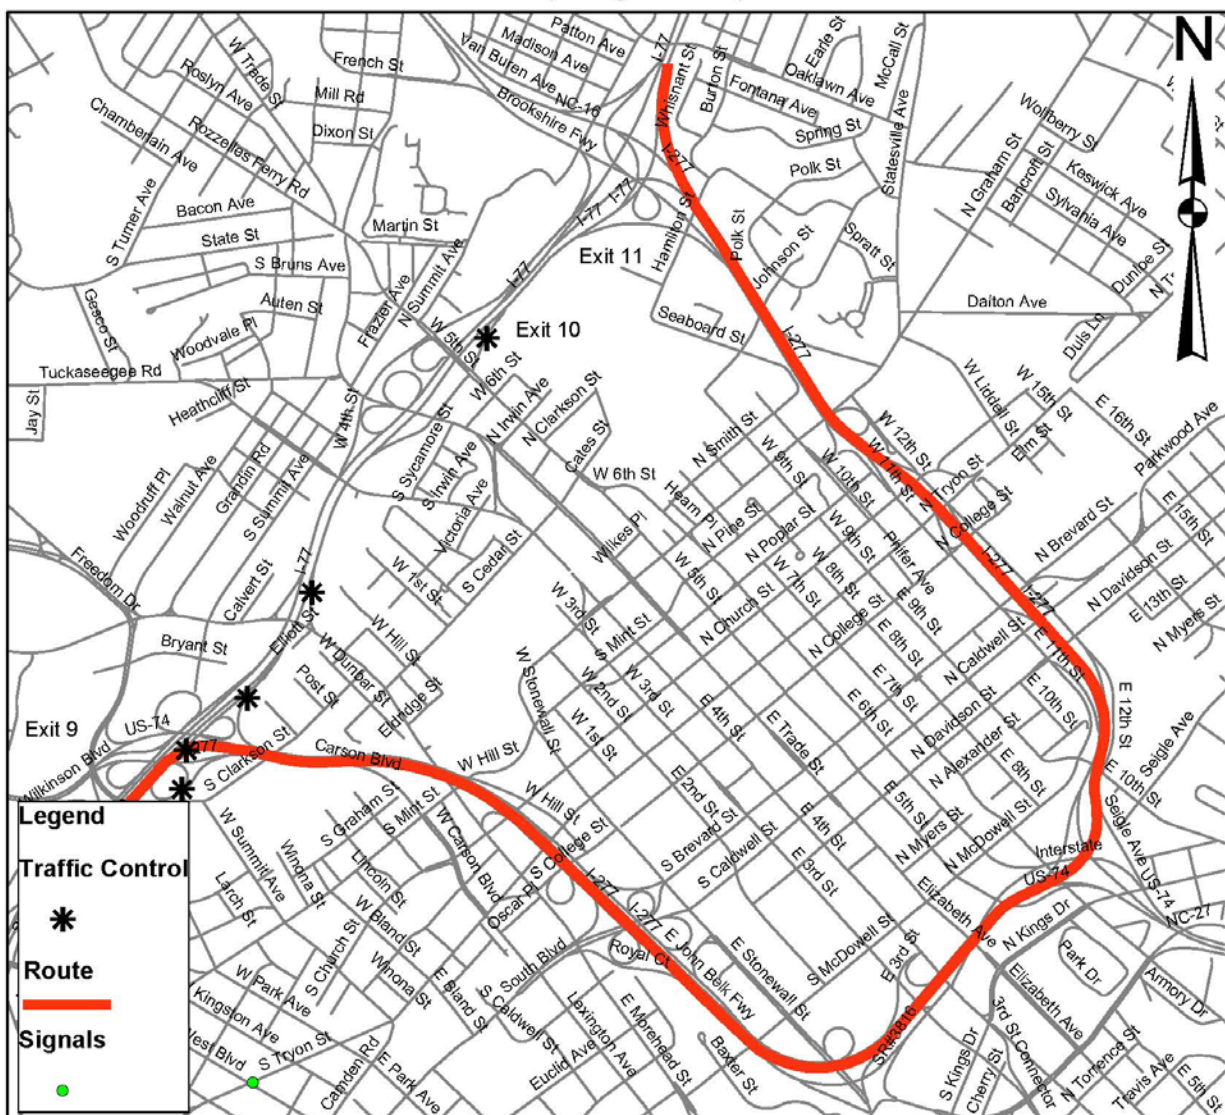 Patton Ave
Madison Ave
Van Buren Ave
NC-16
Brookshire Fwy
French St
Mill Rd
Dixon St
W Trade St
Roslyn Ave
Chamberlain Ave
Rozzelles Ferry Rd
I-77
Whisnant St
Burton St
Earle St
Oaklawn Ave
Fontana Ave
McCall St
Spring St
Polk St
Statesville Ave
N
Wolfberry St
N Graham St
Bancroft St
Keswick Ave
Sylvania Ave
Dunloe St
S Turner Ave
Bacon Ave
State St
S Bruns Ave
Martin St
Auten St
Gesco St
Woodvale Pl
Frazier Ave
N Summit Ave
I-77
I-77
I-77
I-277
Exit 11
Hamilton St
Polk St
Johnson St
Spratt St
Dalton Ave
Duls Ln
Seaboard St
I-277
Exit 10
W 5th St
W 6th St
Tuckaseegee Rd
Heathcliff St
Jay St
W 4th St
N Irwin Ave
N Clarkson St
Cates St
W 6th St
W Liddell St
W 15th St
Elm St
E 16th St
Parkwood Ave
Woodruff Pl
Walnut Ave
Grandin Rd
S Summit Ave
S Sycamore St
S Irwin Ave
Victoria Ave
S Cedar St
N Smith St
W 9th St
Hearn Pl
N Pine St
W 10th St
W 12th St
W 11th St
N Tryon St
N College St
I-277
I-277
N Brevard St
N Davidson St
E 15th St
E 13th St
N Myers St
Freedom Dr
I-77
Calvert St
W 1st St
Wilkes Pl
N Poplar St
W 9th St
W 8th St
Phifer Ave
W 5th St
W 7th St
N Church St
Elliott St
Bryant St
W Dunbar St
W Hill St
Post St
Eldridge St
W 3rd St
S Mint St
N College St
E 9th St
E 8th St
N Caldwell St
E 11th St
Exit 9
US-74
Wilkinson Blvd
I-277
S Clarkson St
Carson Blvd
W Hill St
W Stonewall St
W 2nd St
W 3rd St
W 1st St
E 4th St
E 7th St
E 6th St
E Trade St
N Davidson St
E 10th St
N Alexander St
E 8th St
E 12th St
Seigle Ave
E 10th St
W Hill St
S Graham St
S Mint St
W Carson Blvd
E 2nd St
S Brevard St
S College St
I-277
S Caldwell St
E 4th St
E 3rd St
E 5th St
N Myers St
N McDowell St
Interstate
US-74
Seigle Ave
US-74
NC-27
W Summit Ave
Winona St
Lincoln St
Larch St
W Bland St
S Church St
Winona St
Oscar Pl
South Blvd
I-277
Royal Ct
E John Belk Fwy
E Stonewall St
S McDowell St
E 3rd St
Elizabeth Ave
N Kings Dr
Park Dr
Armory Dr
W Park Ave
Kingston Ave
West Blvd
S Tryon St
Camden Rd
E Park Ave
E Bland St
S Caldwell St
Euclid Ave
Lexington Ave
E Morehead St
Baxter St
SR#3816
S Kings Dr
Cherry St
3rd St Connector
Elizabeth Ave
N Torrence St
Travis Ave
E 5th St
Legend
Traffic Control
Route
Signals